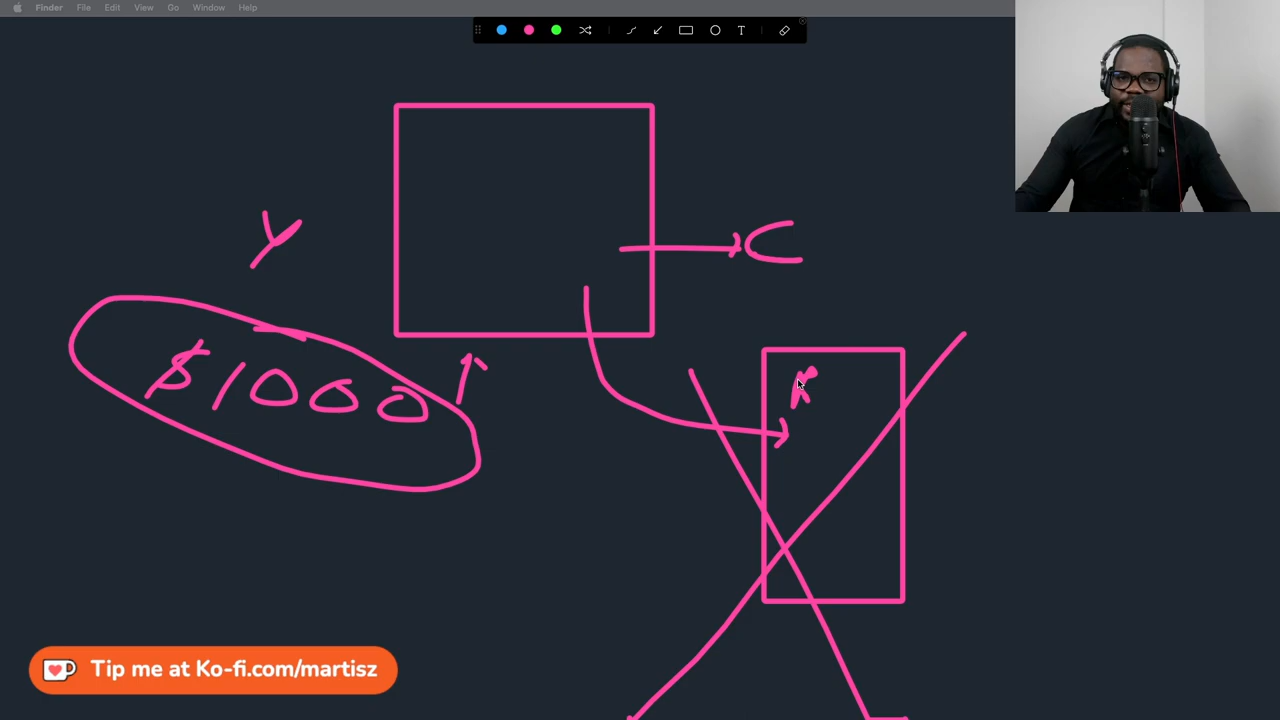 Finder File Edit View Go Window Help
T
Y
C
$1000
Tip me at Ko-fi.com/martisz